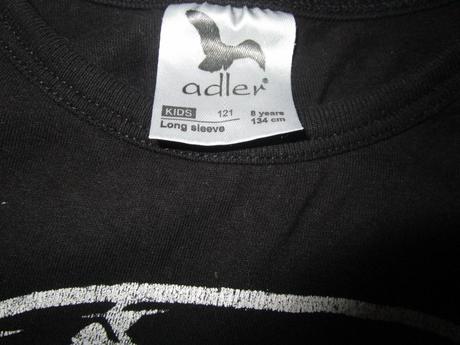 adler®
KIDS 121 8 years
Long sleeve 134 cm